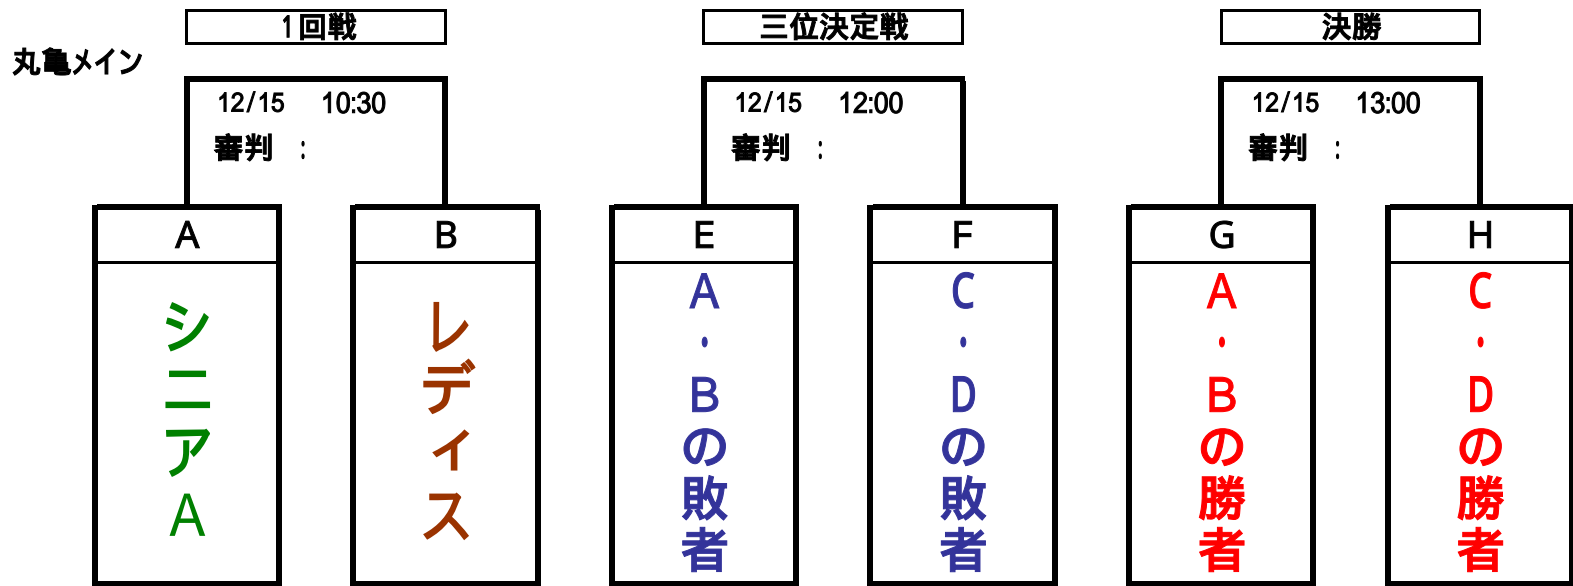 1回戦
三位決定戦
決勝
丸亀メイン
12/15 10:30
審判 :
12/15 12:00
審判 :
12/15 13:00
審判 :
A
B
E
F
G
H
シニアA
レディス
A・Bの敗者
C・Dの敗者
A・Bの勝者
C・Dの勝者